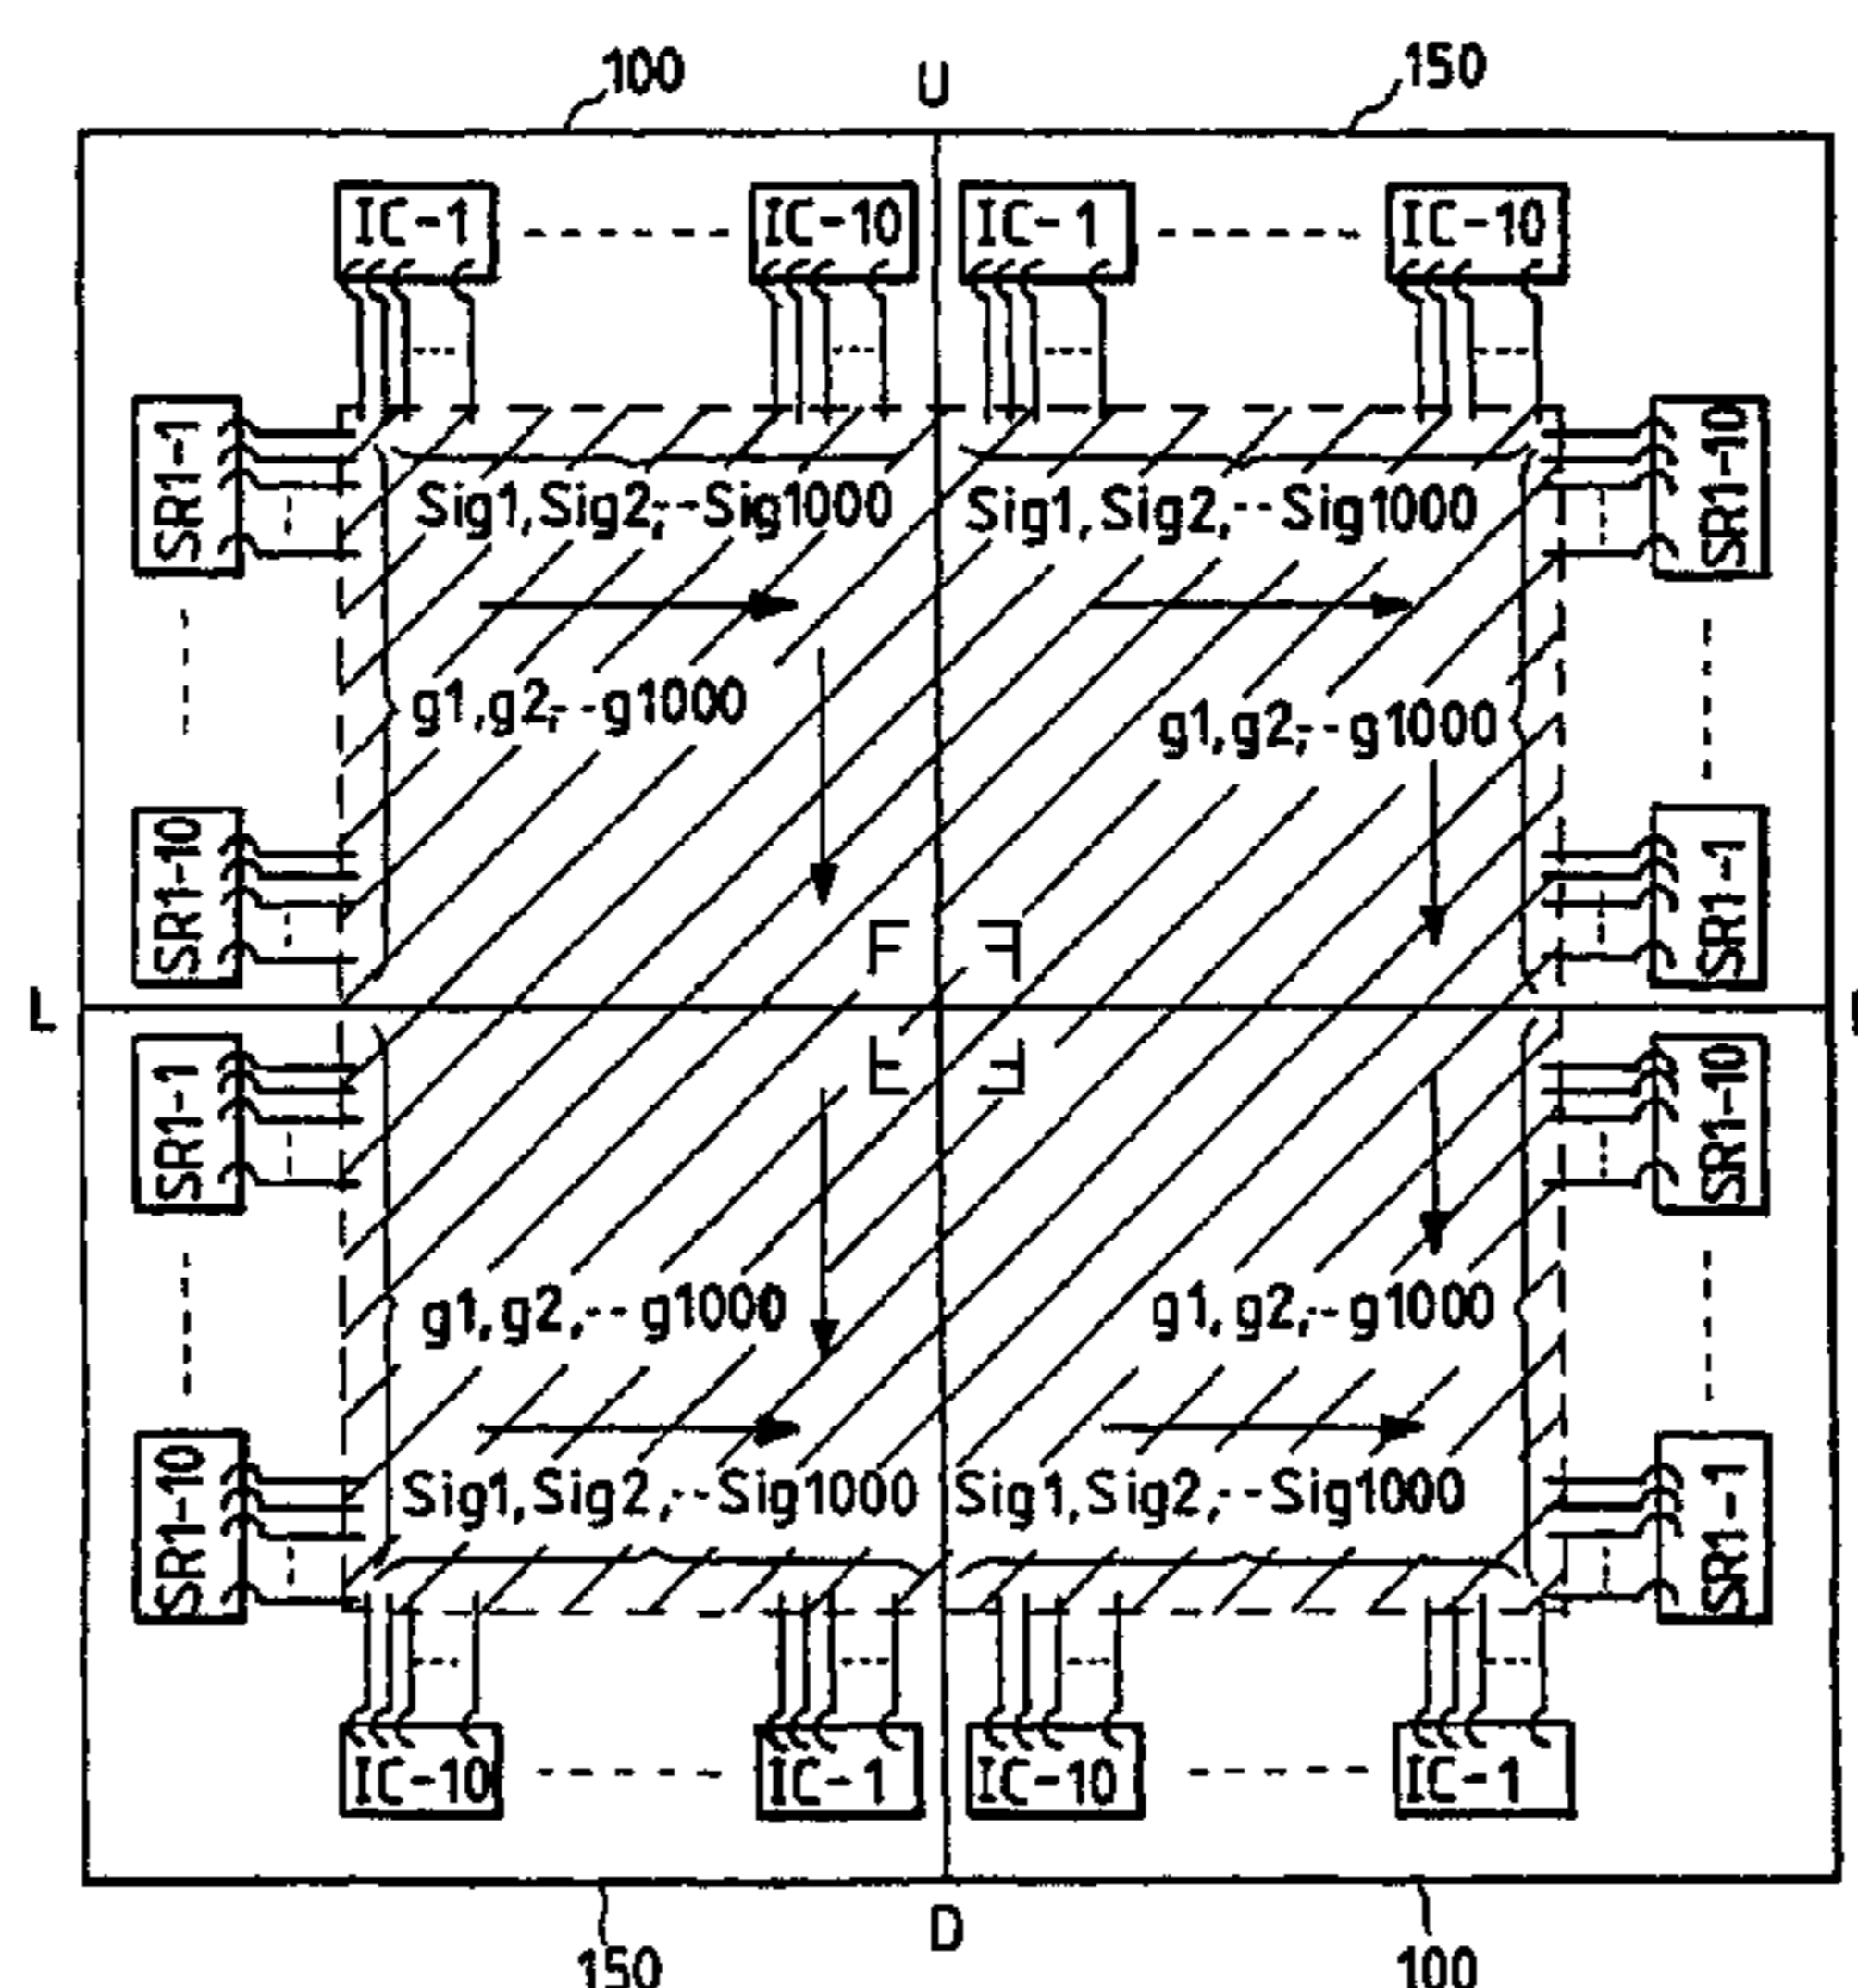 100 U 150
IC-1 IC-10 IC-1 IC-10
SR1-1 SR1-10
Sig1,Sig2,--Sig1000 Sig1,Sig2,--Sig1000
g1,g2,--g1000 g1,g2,--g1000
SR1-10 SR1-1
F F
L
F F
SR1-1 SR1-10
g1,g2,--g1000 g1,g2,--g1000
SR1-10 SR1-1
Sig1,Sig2,--Sig1000 Sig1,Sig2,--Sig1000
IC-10 IC-1 IC-10 IC-1
150 D 100